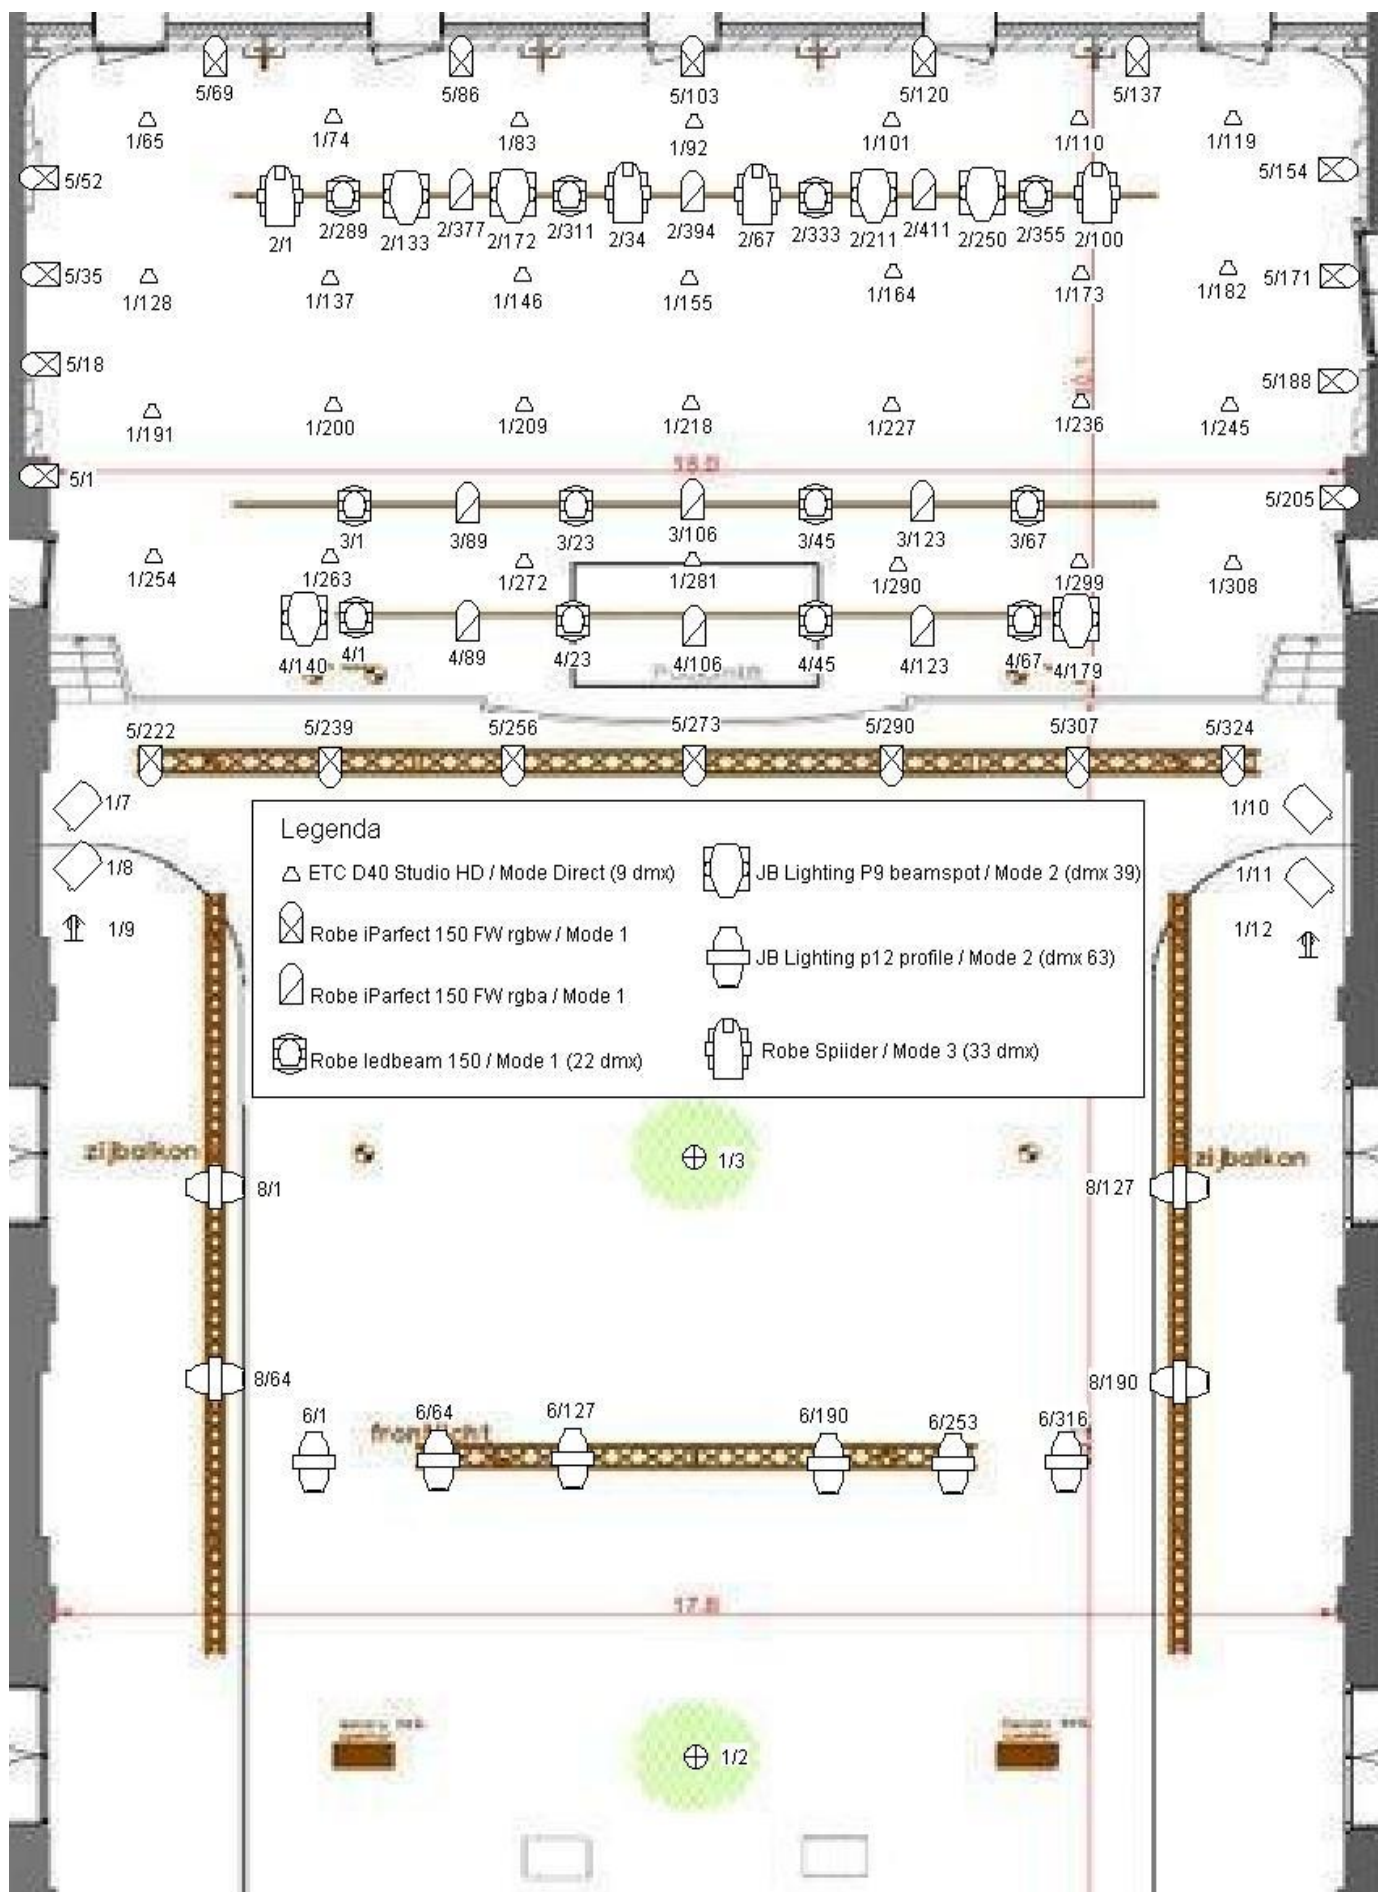 5/69 5/86 5/103 5/120 5/137
1/65 1/74 1/83 1/92 1/101 1/110 1/119
5/52 5/154
2/1 2/289 2/133 2/377 2/172 2/311 2/34 2/394 2/67 2/333 2/211 2/411 2/250 2/355 2/100
5/35 5/171
1/128 1/137 1/146 1/155 1/164 1/173 1/182
5/18 5/188
1/191 1/200 1/209 1/218 1/227 1/236 1/245
5/1 5/205
3/1 3/89 3/23 3/106 3/45 3/123 3/67
1/254 1/263 1/272 1/281 1/290 1/299 1/308
4/140 4/1 4/89 4/23 4/106 4/45 4/123 4/67 4/179
5/222 5/239 5/256 5/273 5/290 5/307 5/324
1/7 1/10
1/8 1/11
1/9 1/12
Legenda
ETC D40 Studio HD / Mode Direct (9 dmx)
Robe iParfect 150 FW rgbw / Mode 1
Robe iParfect 150 FW rgba / Mode 1
Robe ledbeam 150 / Mode 1 (22 dmx)
JB Lighting P9 beamspot / Mode 2 (dmx 39)
JB Lighting p12 profile / Mode 2 (dmx 63)
Robe Spiider / Mode 3 (33 dmx)
zijbalkon 1/3 zijbalkon
8/1 8/127
8/64 8/190
6/1 6/64 6/127 6/190 6/253 6/316
frontlicht
17.8
1/2